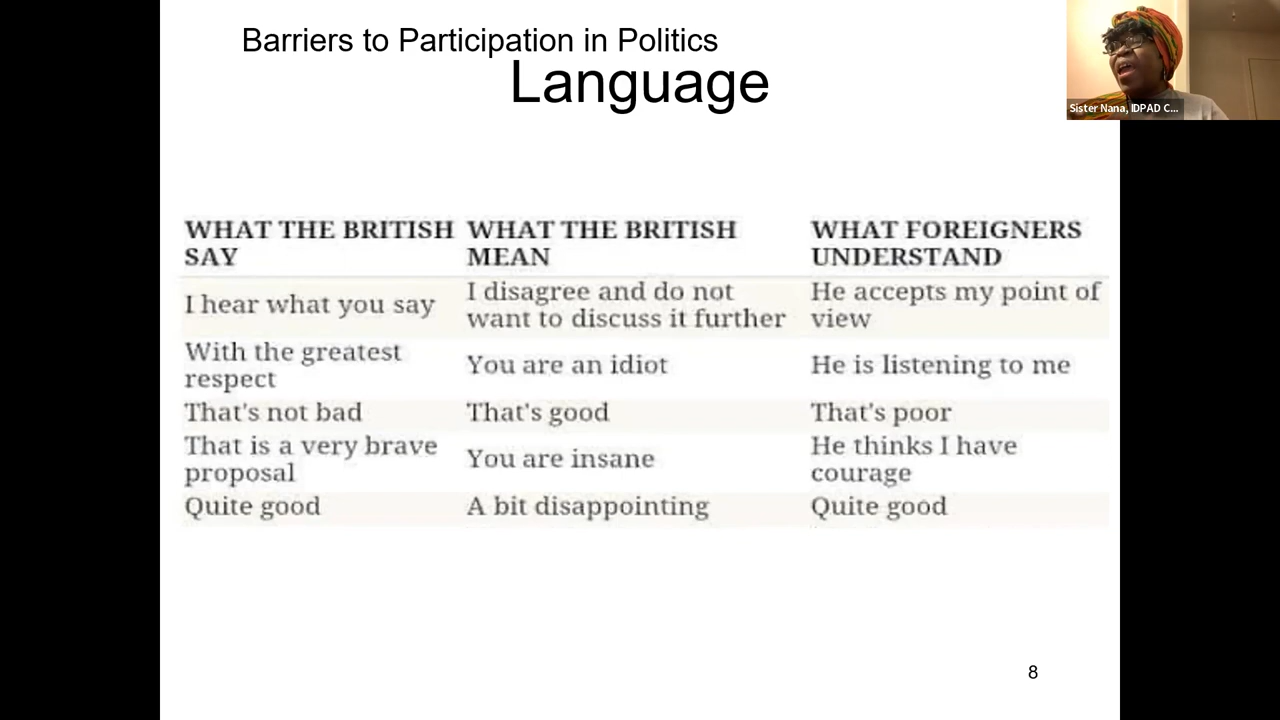 Barriers to Participation in Politics
Language
Sister Nana, IDPAD C...
WHAT THE BRITISH SAY
WHAT THE BRITISH MEAN
WHAT FOREIGNERS UNDERSTAND
I hear what you say
I disagree and do not want to discuss it further
He accepts my point of view
With the greatest respect
You are an idiot
He is listening to me
That's not bad
That's good
That's poor
That is a very brave proposal
You are insane
He thinks I have courage
Quite good
A bit disappointing
Quite good
8